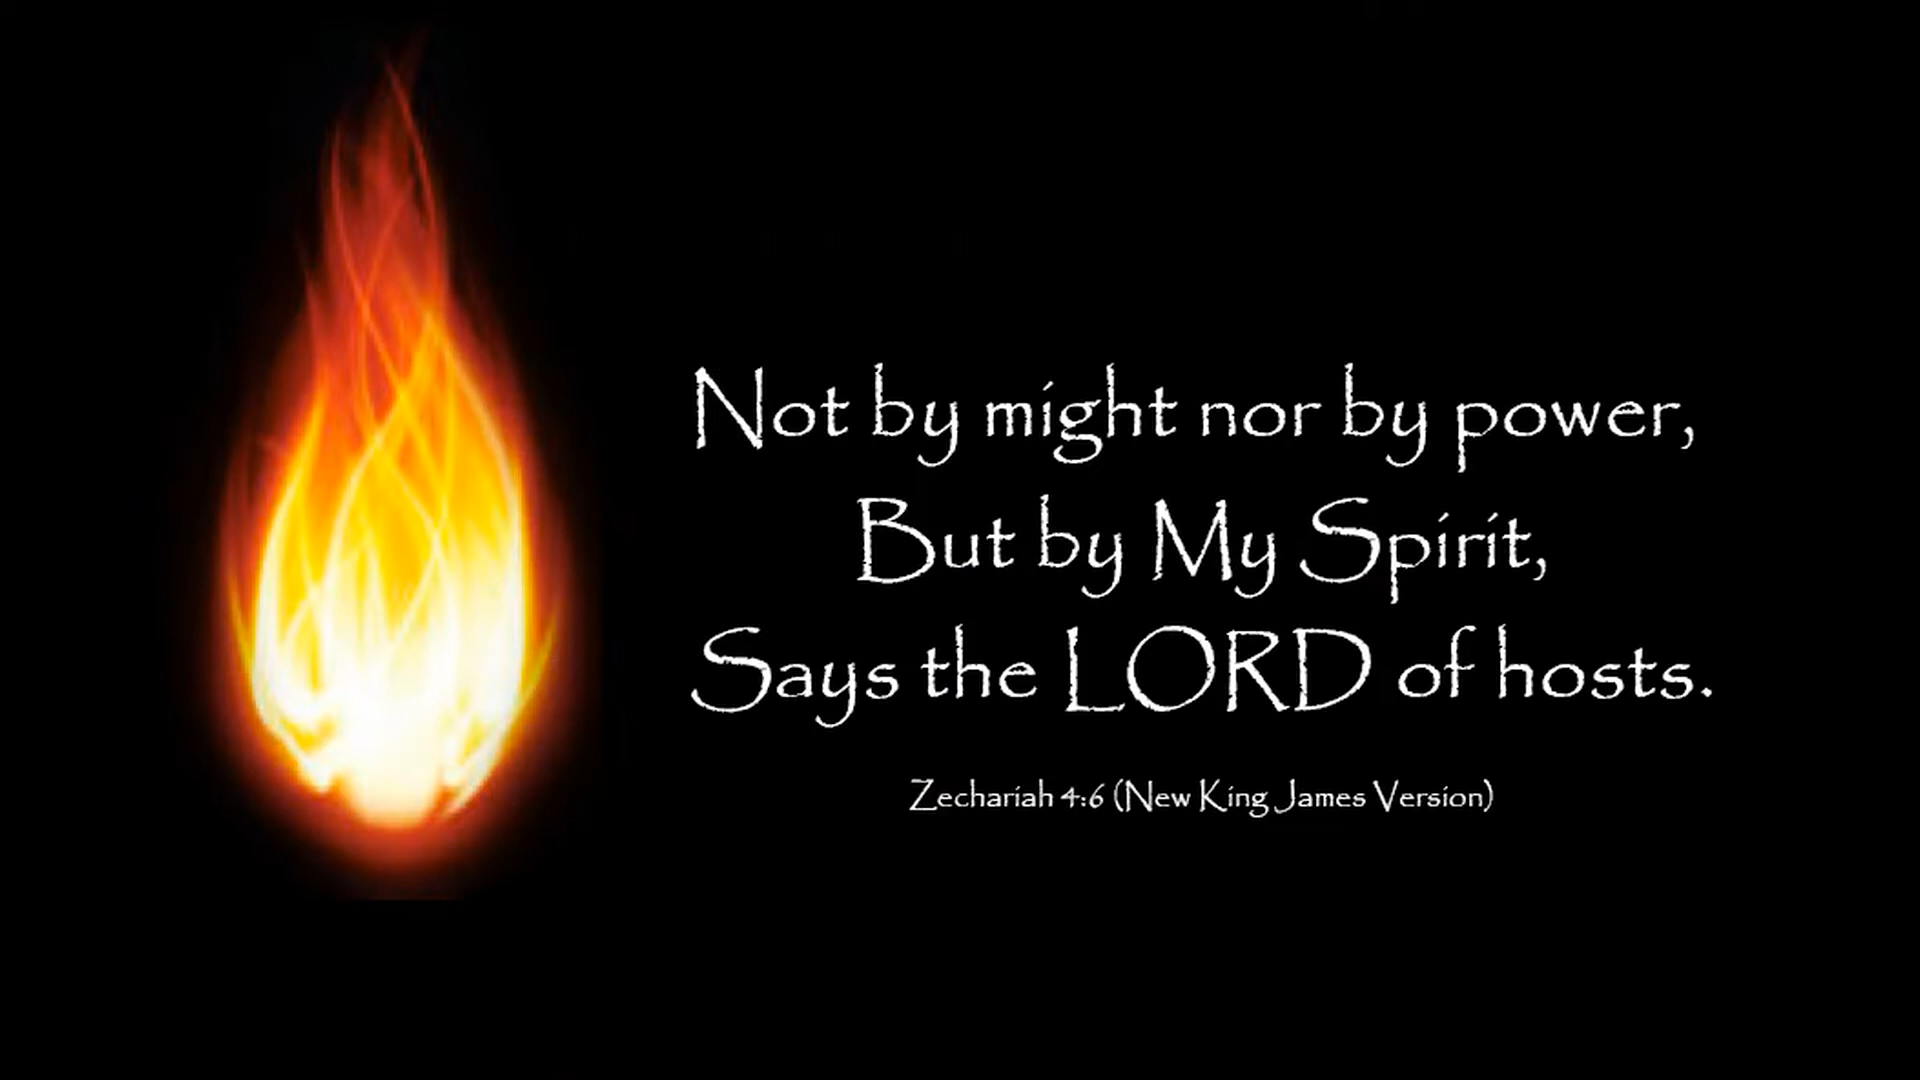 Not by might nor by power,
But by My Spirit,
Says the LORD of hosts.
Zechariah 4:6 (New King James Version)